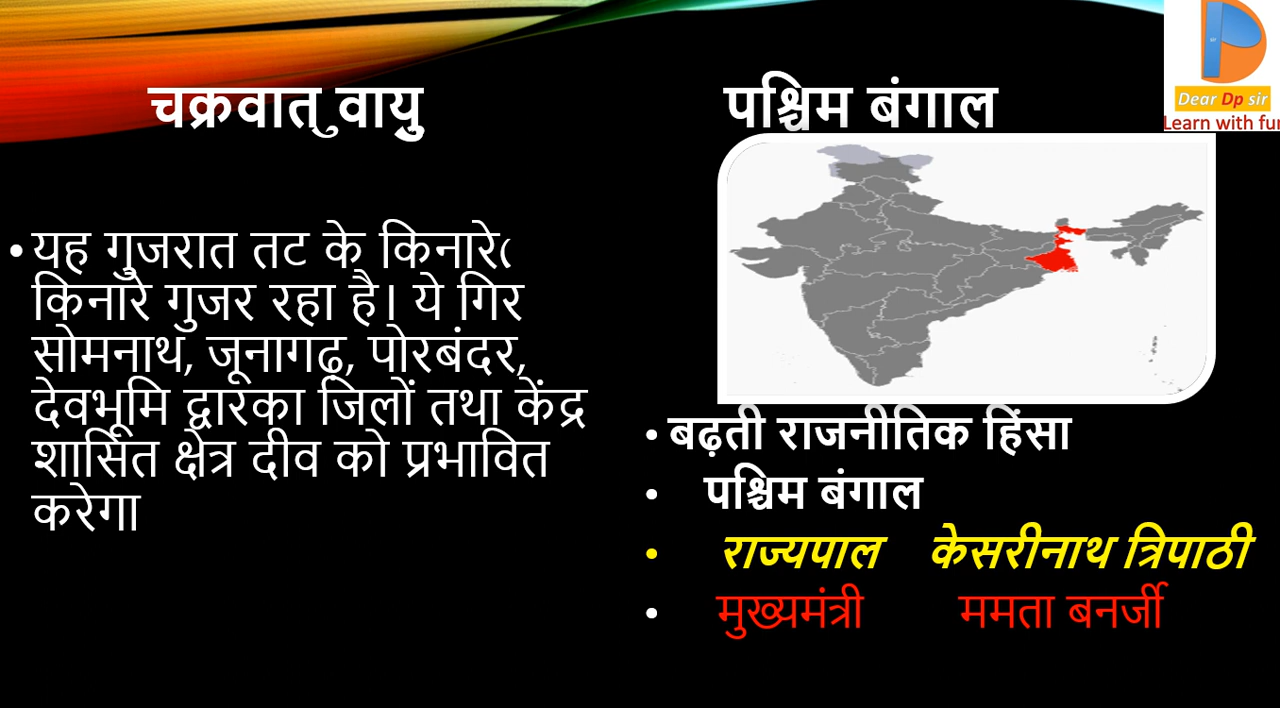 चक्रवात् ुवायु
यह गुजरात तट के किनारे(
किनारे गुजर रहा है। ये गिर
सोमनाथ, जूनागढ़, पोरबंदर,
देवभूमि द्वारका जिलों तथा केंद्र
शासित क्षेत्र दीव को प्रभावित
करेगा
पश्चिम बंगाल
• बढ़ती राजनीतिक हिंसा
• पश्चिम बंगाल
• राज्यपाल केसरीनाथ त्रिपाठी
• मुख्यमंत्री ममता बनर्जी
Dear Dp sir
Learn with fun